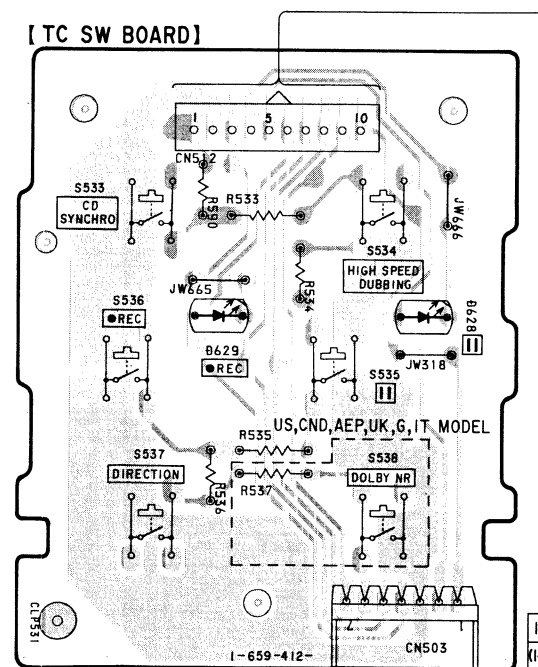 [TC SW BOARD]
1 5 10
CN512
S533
CD
SYNCHRO
R590
R533
JW666
S534
HIGH SPEED
DUBBING
JW665
R534
S536
●REC
D628
D629
●REC
JW318
S535
US,CND,AEP,UK,G,IT MODEL
S537
DIRECTION
R535
S538
DOLBY NR
R536
R537
CLP531
1-659-412-
CN503